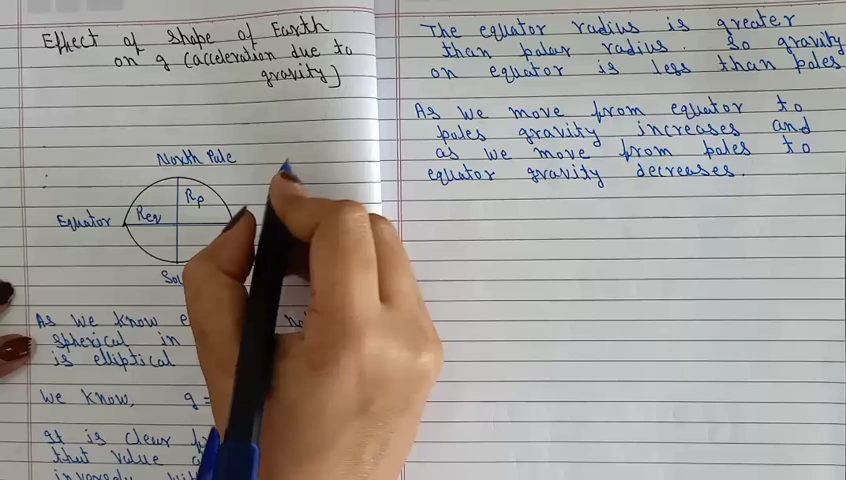 Effect of Shape of Earth
on g (acceleration due to
gravity)
North Pole
Rp
Req
Equator
As we know
spherical in
is elliptical
We know, g =
It is clear
that value
inversely
The equator radius is greater
than polar radius. So gravity
on equator is less than poles
As we move from equator to
poles gravity increases and
as we move from poles to
equator gravity decreases.